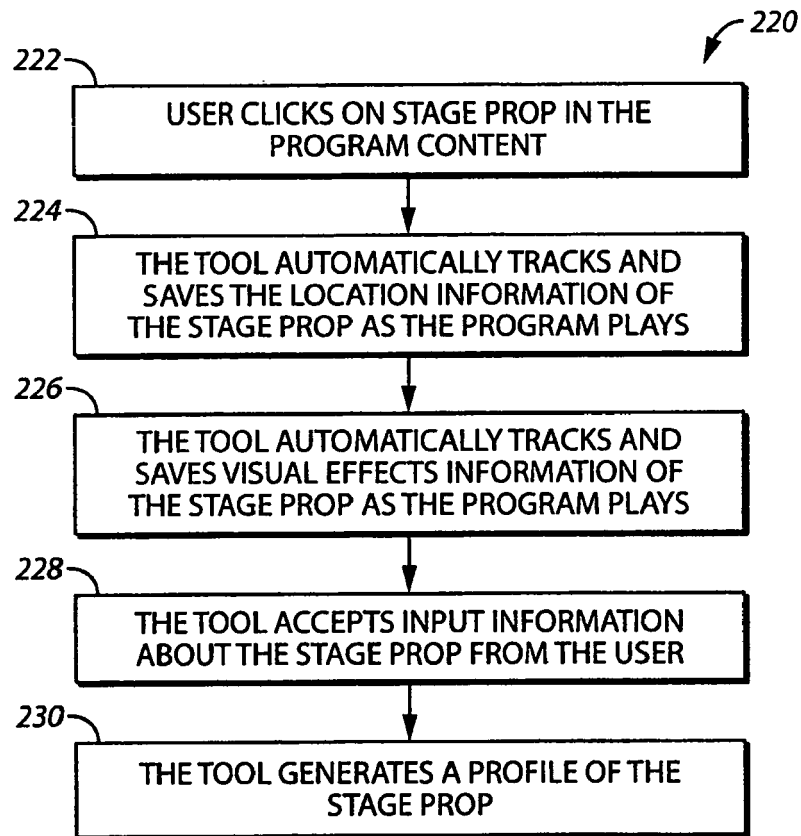 220
222
USER CLICKS ON STAGE PROP IN THE
PROGRAM CONTENT
224
THE TOOL AUTOMATICALLY TRACKS AND
SAVES THE LOCATION INFORMATION OF
THE STAGE PROP AS THE PROGRAM PLAYS
226
THE TOOL AUTOMATICALLY TRACKS AND
SAVES VISUAL EFFECTS INFORMATION OF
THE STAGE PROP AS THE PROGRAM PLAYS
228
THE TOOL ACCEPTS INPUT INFORMATION
ABOUT THE STAGE PROP FROM THE USER
230
THE TOOL GENERATES A PROFILE OF THE
STAGE PROP